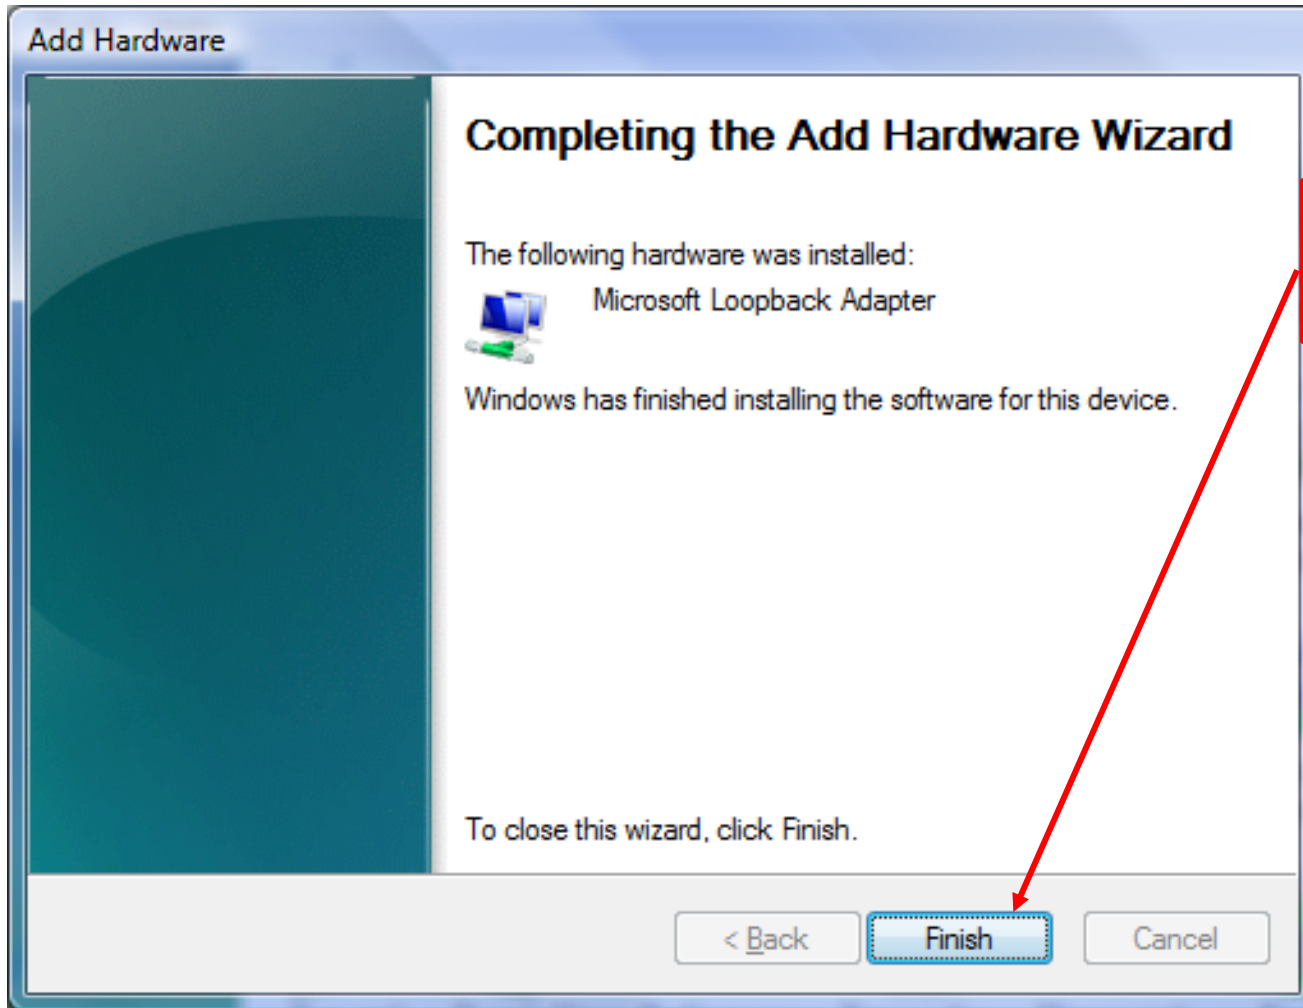 Add Hardware
Completing the Add Hardware Wizard
The following hardware was installed:
Microsoft Loopback Adapter
Windows has finished installing the software for this device.
To close this wizard, click Finish.
< Back
Finish
Cancel